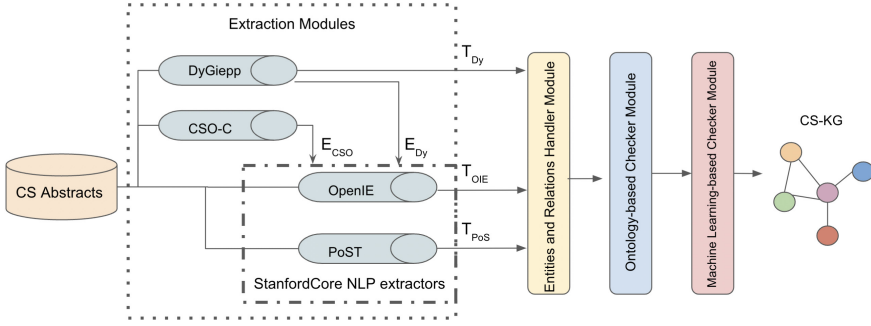 Extraction Modules
DyGiepp
T_Dy
CSO-C
E_CSO
E_Dy
CS Abstracts
OpenIE
T_OIE
PoST
T_PoS
StanfordCore NLP extractors
Entities and Relations Handler Module
Ontology-based Checker Module
Machine Learning-based Checker Module
CS-KG